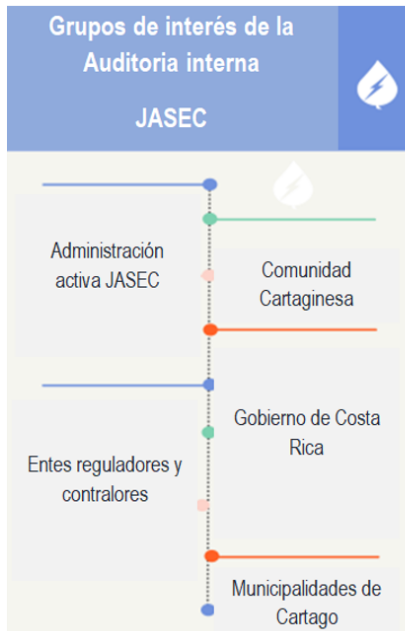 Grupos de interés de la
Auditoria interna
JASEC
Administración
activa JASEC
Comunidad
Cartaginesa
Gobierno de Costa
Rica
Entes reguladores y
contralores
Municipalidades de
Cartago